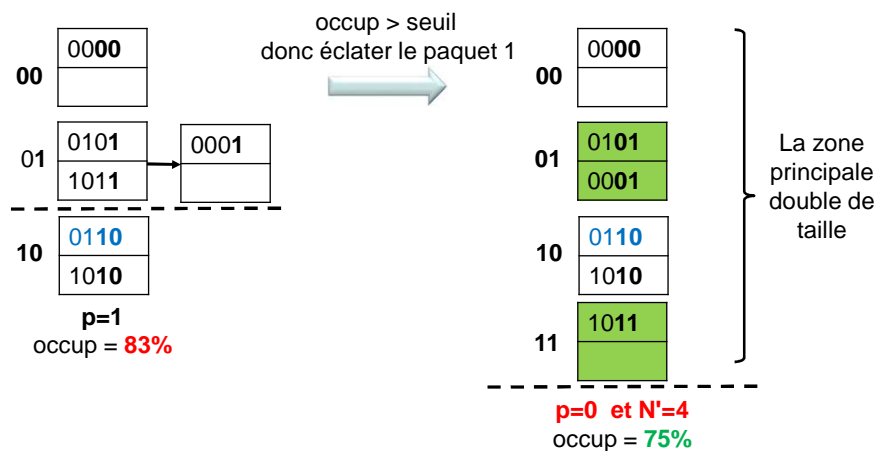 occup > seuil
donc éclater le paquet 1
00
0000
01
0101
1011
0001
10
0110
1010
p=1
occup = 83%
00
0000
01
0101
0001
10
0110
1010
11
1011
p=0 et N'=4
occup = 75%
La zone
principale
double de
taille